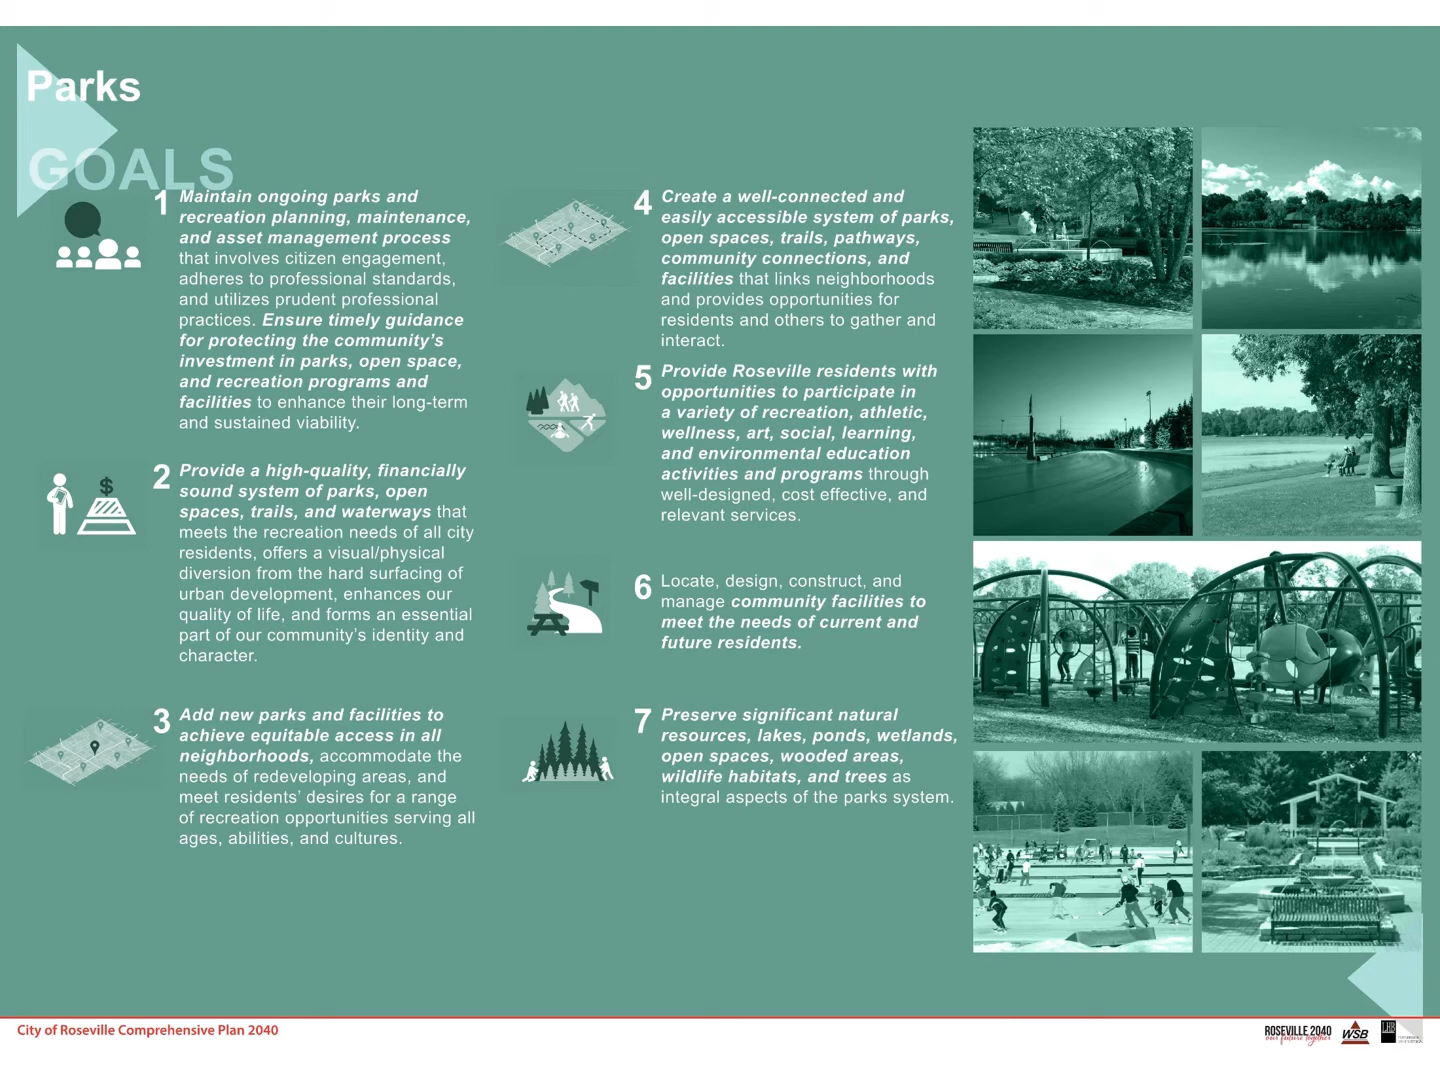 Parks
GOALS
1 Maintain ongoing parks and
recreation planning, maintenance,
and asset management process
that involves citizen engagement,
adheres to professional standards,
and utilizes prudent professional
practices. Ensure timely guidance
for protecting the community’s
investment in parks, open space,
and recreation programs and
facilities to enhance their long-term
and sustained viability.
$
2 Provide a high-quality, financially
sound system of parks, open
spaces, trails, and waterways that
meets the recreation needs of all city
residents, offers a visual/physical
diversion from the hard surfacing of
urban development, enhances our
quality of life, and forms an essential
part of our community’s identity and
character.
3 Add new parks and facilities to
achieve equitable access in all
neighborhoods, accommodate the
needs of redeveloping areas, and
meet residents’ desires for a range
of recreation opportunities serving all
ages, abilities, and cultures.
4 Create a well-connected and
easily accessible system of parks,
open spaces, trails, pathways,
community connections, and
facilities that links neighborhoods
and provides opportunities for
residents and others to gather and
interact.
5 Provide Roseville residents with
opportunities to participate in
a variety of recreation, athletic,
wellness, art, social, learning,
and environmental education
activities and programs through
well-designed, cost effective, and
relevant services.
6 Locate, design, construct, and
manage community facilities to
meet the needs of current and
future residents.
7 Preserve significant natural
resources, lakes, ponds, wetlands,
open spaces, wooded areas,
wildlife habitats, and trees as
integral aspects of the parks system.
City of Roseville Comprehensive Plan 2040
ROSEVILLE 2040
our future together
WSB
LHB